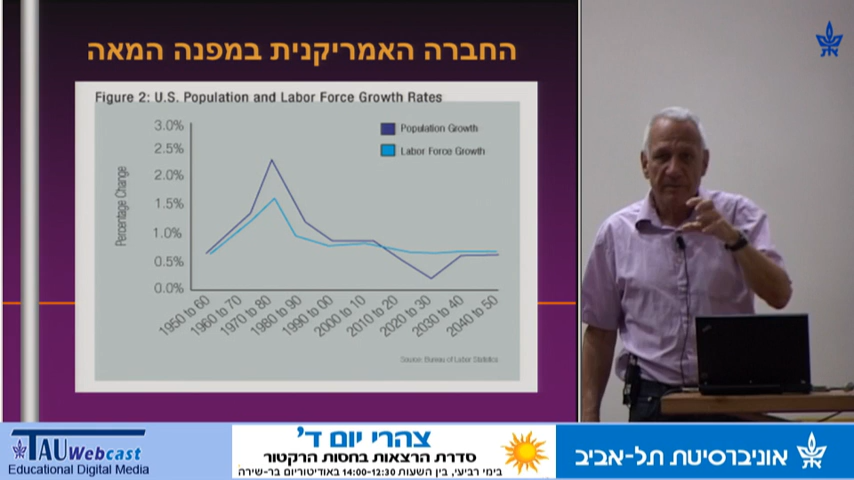 החברה האמריקנית במפנה המאה
Figure 2: U.S. Population and Labor Force Growth Rates
3.0%
2.5%
2.0%
1.5%
1.0%
0.5%
0.0%
Percentage Change
Population Growth
Labor Force Growth
1950 to 60
1960 to 70
1970 to 80
1980 to 90
1990 to 00
2000 to 10
2010 to 20
2020 to 30
2030 to 40
2040 to 50
Source: Bureau of Labor Statistics
TAU Webcast
Educational Digital Media
צהרי יום ד'
סדרת הרצאות בחסות הרקטור
בימי רביעי, בין השעות 14:00-12:30 באודיטוריום בר-שירה
אוניברסיטת תל-אביב